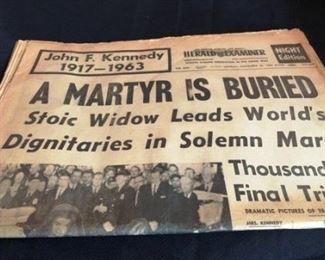 John F. Kennedy
1917—1963
HERALD EXAMINER
NIGHT
Edition
A MARTYR IS BURIED
Stoic Widow Leads World's
Dignitaries in Solemn Mar
Thousand
Final Tri
DRAMATIC PICTURES OF
MRS. KENNEDY